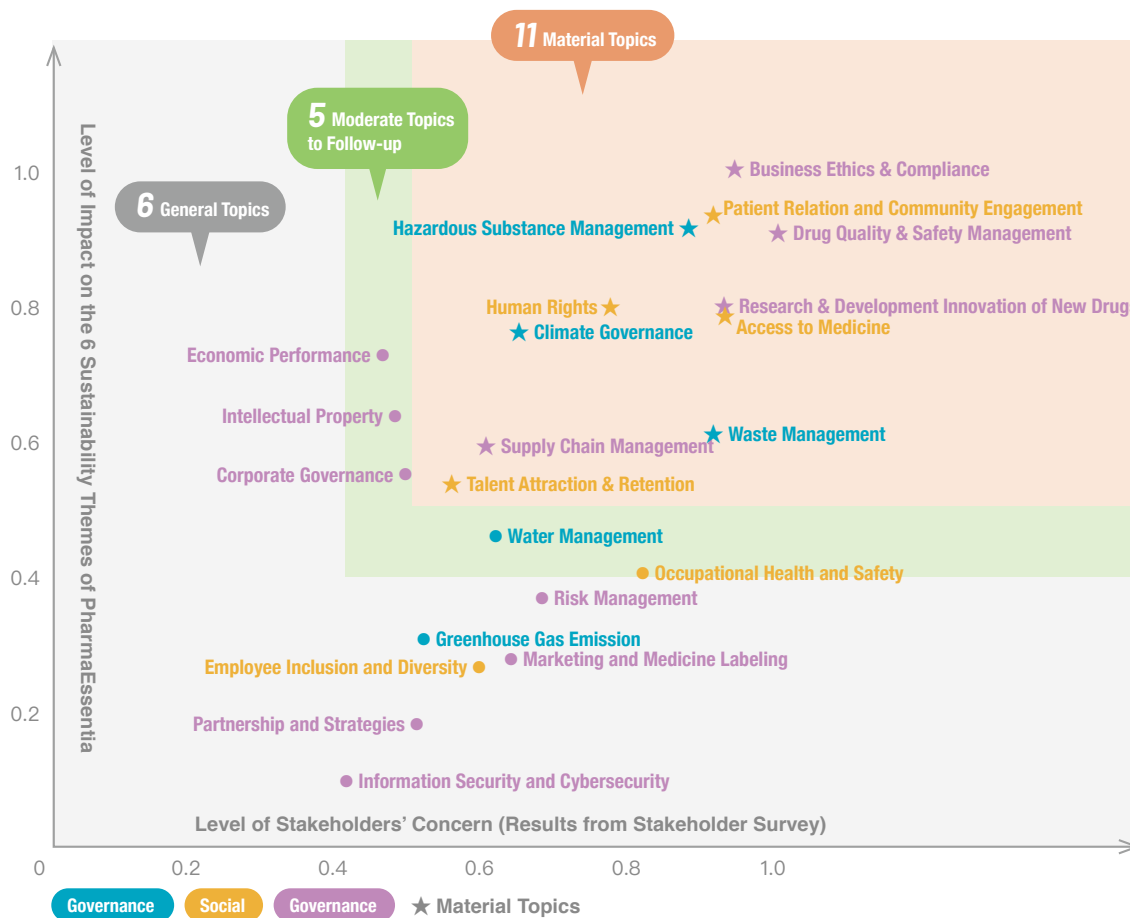 11 Material Topics
5 Moderate Topics
to Follow-up
6 General Topics
Level of Impact on the 6 Sustainability Themes of PharmaEssentia
1.0
0.8
0.6
0.4
0.2
0
Business Ethics & Compliance
Patient Relation and Community Engagement
Hazardous Substance Management
Drug Quality & Safety Management
Human Rights
Research & Development Innovation of New Drug
Access to Medicine
Climate Governance
Economic Performance
Intellectual Property
Waste Management
Supply Chain Management
Corporate Governance
Talent Attraction & Retention
Water Management
Occupational Health and Safety
Risk Management
Greenhouse Gas Emission
Marketing and Medicine Labeling
Employee Inclusion and Diversity
Partnership and Strategies
Information Security and Cybersecurity
Level of Stakeholders’ Concern (Results from Stakeholder Survey)
0.2
0.4
0.6
0.8
1.0
Governance
Social
Governance
Material Topics